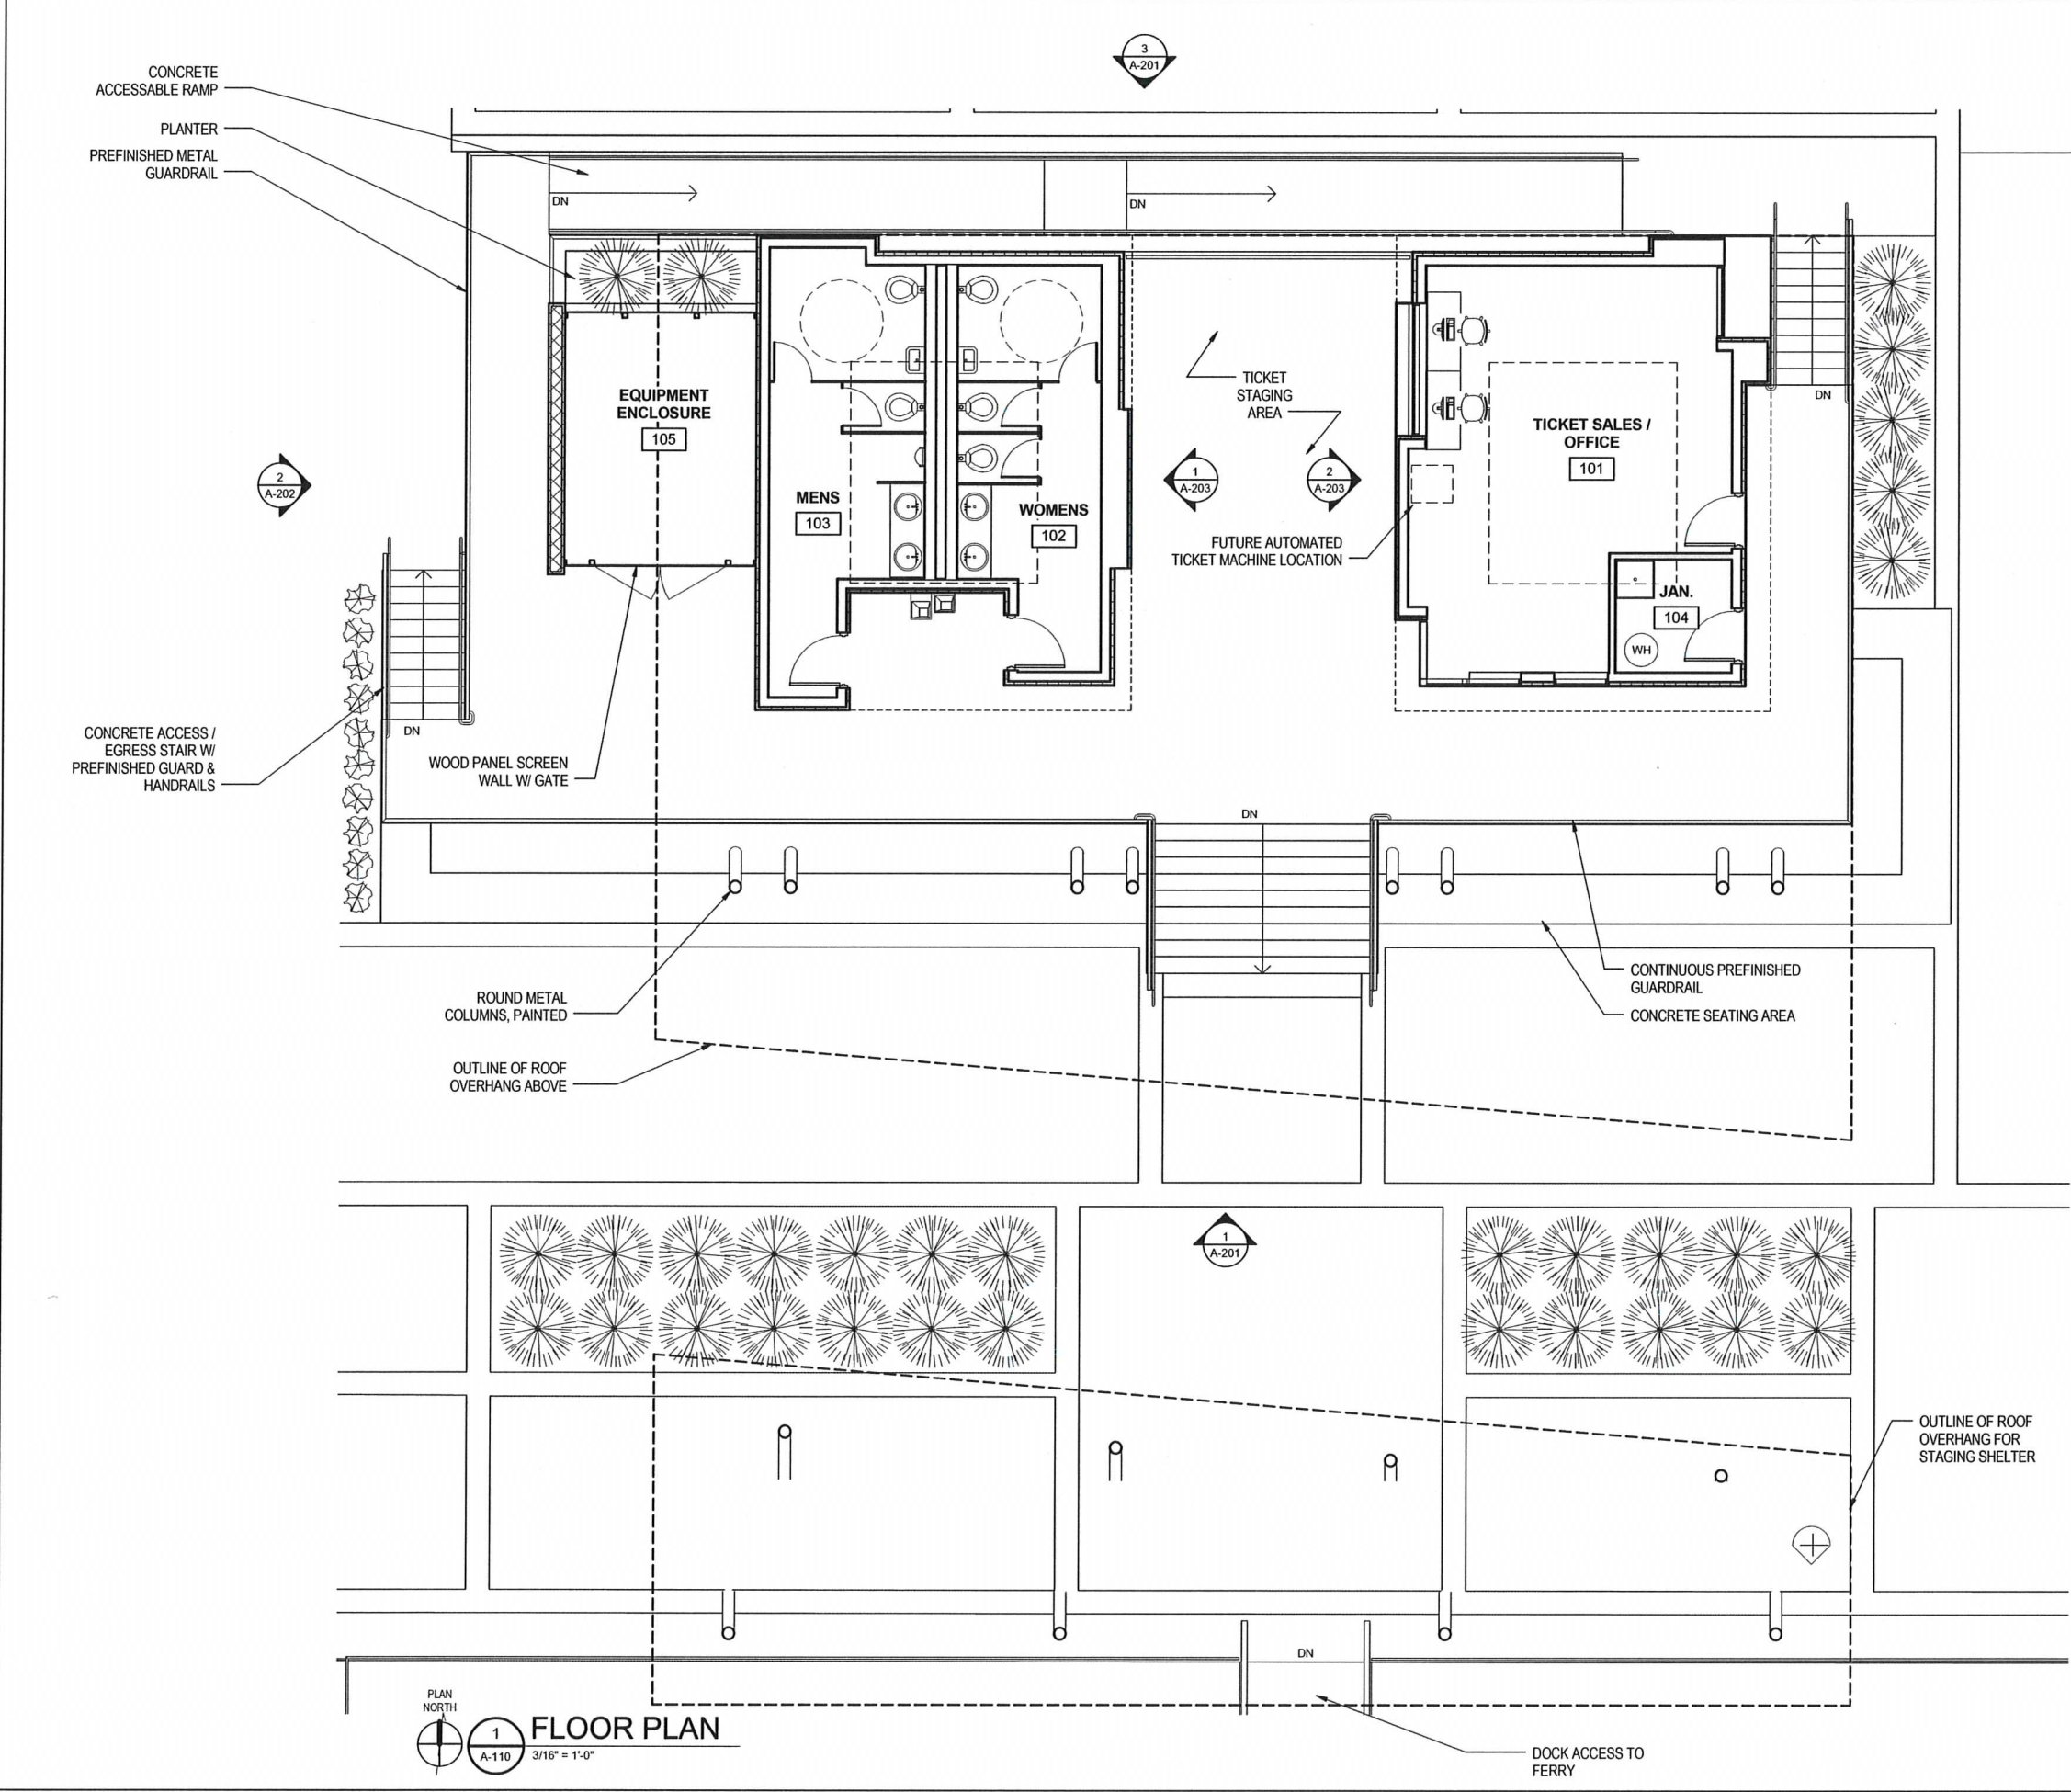 3
A-201
CONCRETE
ACCESSABLE RAMP
PLANTER
PREFINISHED METAL
GUARDRAIL
DN
DN
TICKET
STAGING
AREA
EQUIPMENT
ENCLOSURE
105
TICKET SALES /
OFFICE
101
DN
2
A-202
1
A-203
2
A-203
MENS
103
WOMENS
102
FUTURE AUTOMATED
TICKET MACHINE LOCATION
JAN.
104
WH
CONCRETE ACCESS /
EGRESS STAIR W/
PREFINISHED GUARD &
HANDRAILS
DN
WOOD PANEL SCREEN
WALL W/ GATE
DN
ROUND METAL
COLUMNS, PAINTED
CONTINUOUS PREFINISHED
GUARDRAIL
CONCRETE SEATING AREA
OUTLINE OF ROOF
OVERHANG ABOVE
1
A-201
OUTLINE OF ROOF
OVERHANG FOR
STAGING SHELTER
DN
PLAN
NORTH
1
A-110
FLOOR PLAN
3/16" = 1'-0"
DOCK ACCESS TO
FERRY